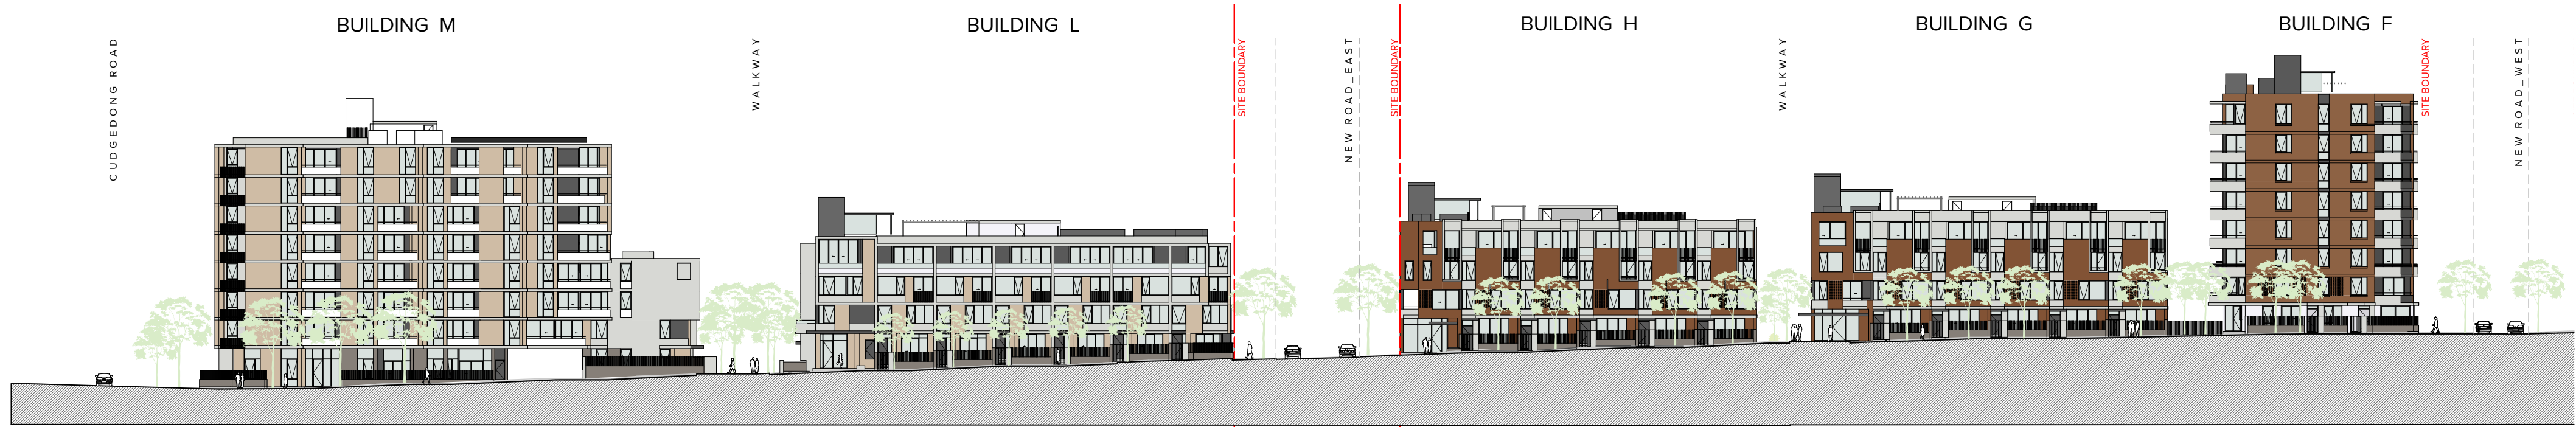 BUILDING M
BUILDING L
BUILDING H
BUILDING G
BUILDING F
CUDGEDONG ROAD
WALKWAY
SITE BOUNDARY
NEW ROAD_EAST
SITE BOUNDARY
WALKWAY
SITE BOUNDARY
NEW ROAD_WEST